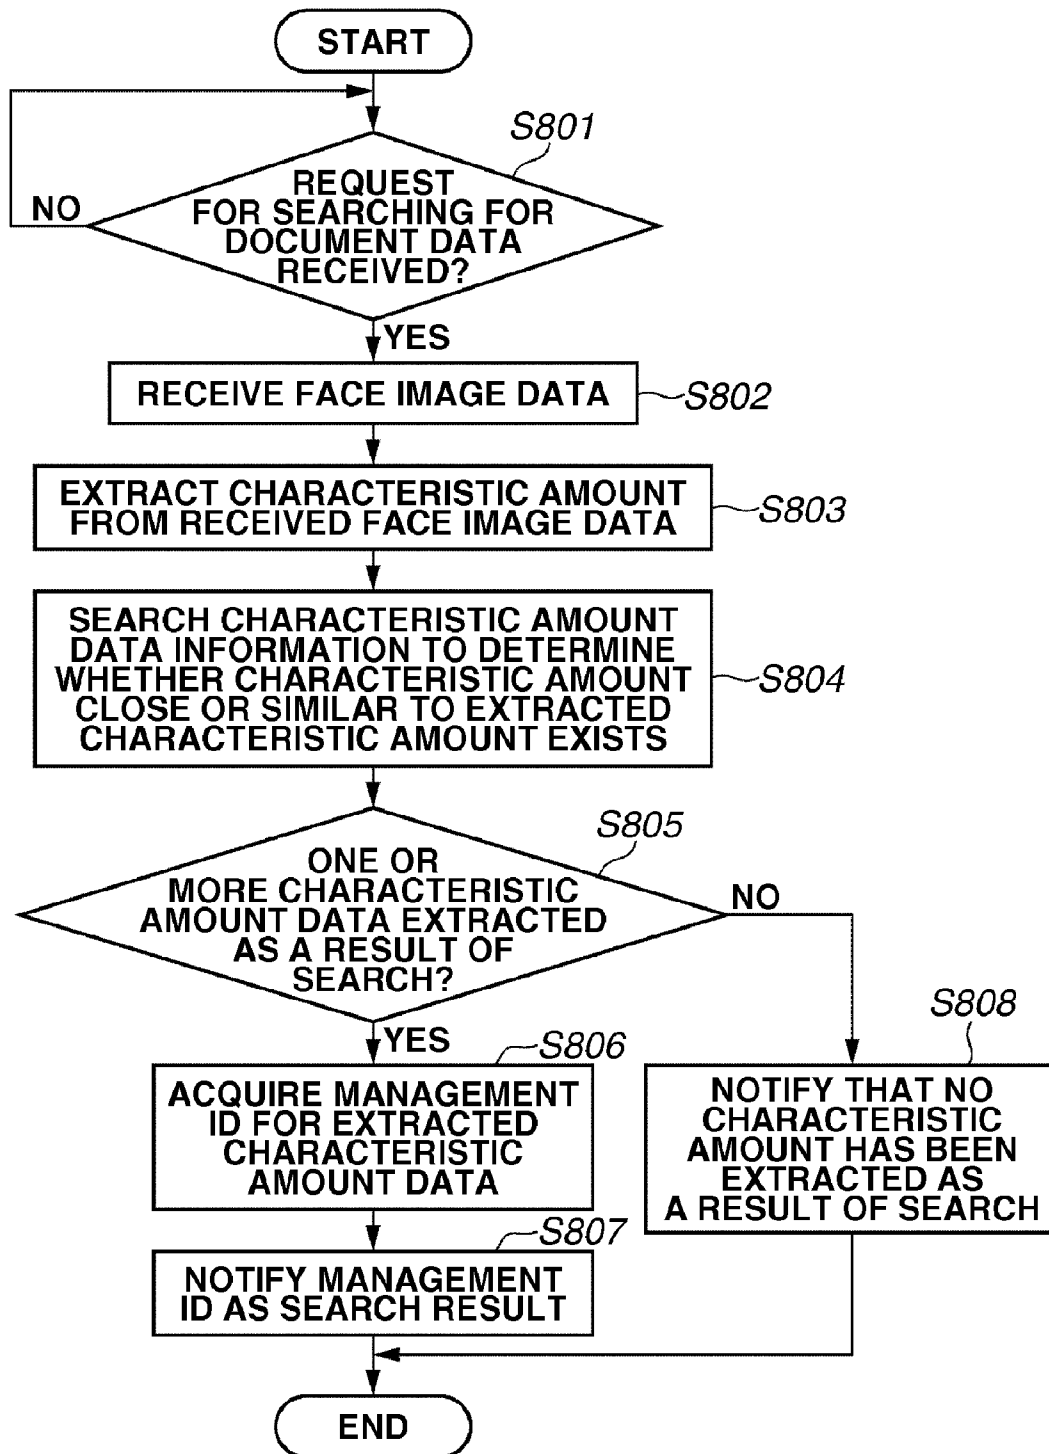 START
S801
REQUEST
FOR SEARCHING FOR
DOCUMENT DATA
RECEIVED?
NO
YES
RECEIVE FACE IMAGE DATA
S802
EXTRACT CHARACTERISTIC AMOUNT
FROM RECEIVED FACE IMAGE DATA
S803
SEARCH CHARACTERISTIC AMOUNT
DATA INFORMATION TO DETERMINE
WHETHER CHARACTERISTIC AMOUNT
CLOSE OR SIMILAR TO EXTRACTED
CHARACTERISTIC AMOUNT EXISTS
S804
S805
ONE OR
MORE CHARACTERISTIC
AMOUNT DATA EXTRACTED
AS A RESULT OF
SEARCH?
NO
YES
S806
ACQUIRE MANAGEMENT
ID FOR EXTRACTED
CHARACTERISTIC
AMOUNT DATA
S808
NOTIFY THAT NO
CHARACTERISTIC
AMOUNT HAS BEEN
EXTRACTED AS
A RESULT OF SEARCH
S807
NOTIFY MANAGEMENT
ID AS SEARCH RESULT
END